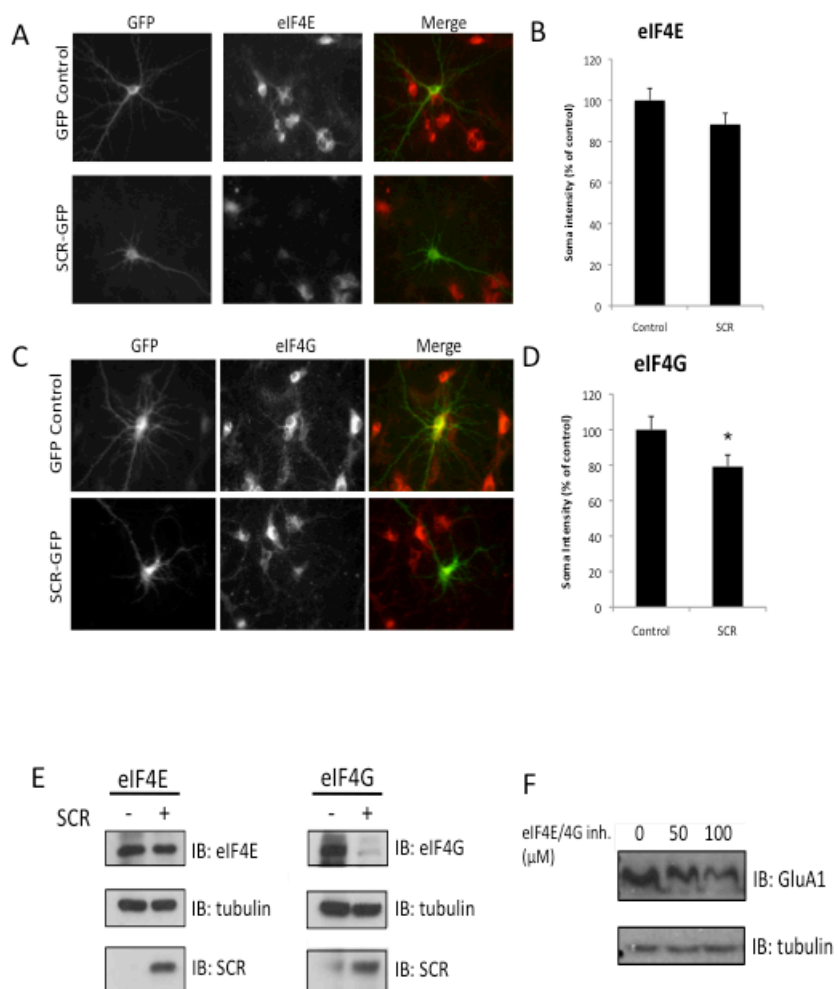 A
GFP
eIF4E
Merge
GFP Control
SCR-GFP
B
eIF4E
Soma intensity (% of control)
120
100
80
60
40
20
0
Control
SCR
C
GFP
eIF4G
Merge
GFP Control
SCR-GFP
D
eIF4G
Soma Intensity (% of control)
120
100
80
60
40
20
0
*
Control
SCR
E
eIF4E
SCR - +
IB: eIF4E
IB: tubulin
IB: SCR
eIF4G
- +
IB: eIF4G
IB: tubulin
IB: SCR
F
eIF4E/4G inh. 0 50 100
(μM)
IB: GluA1
IB: tubulin